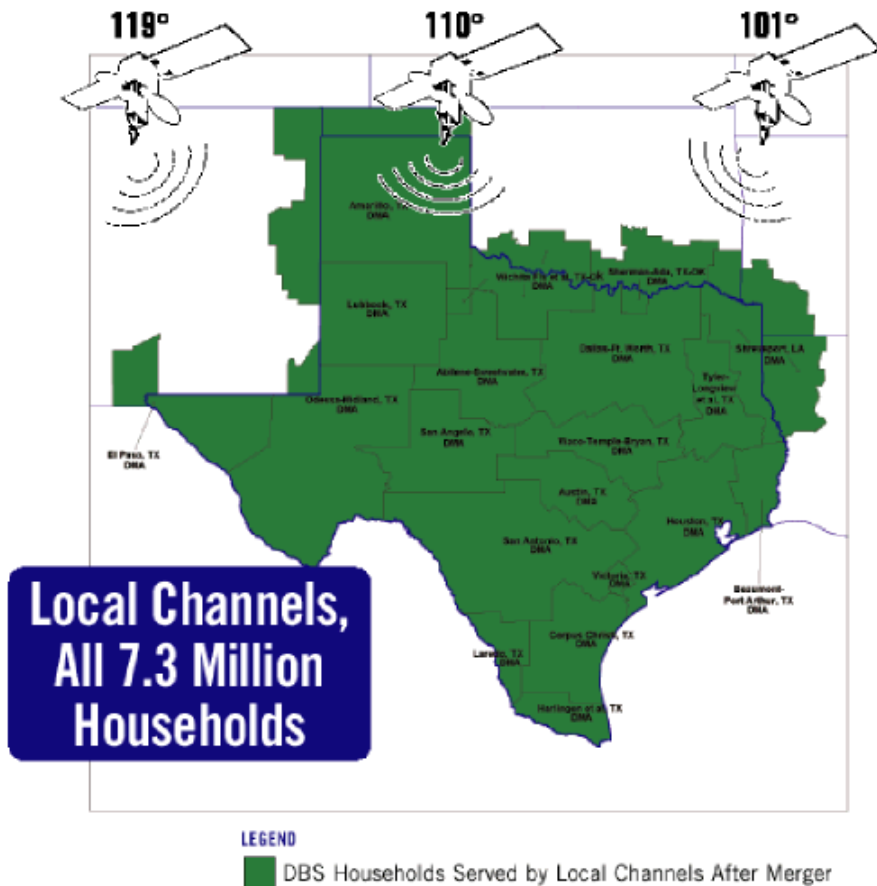 119°
110°
101°
Amarillo, TX
DMA
Wichita Fls et al, TX-OK
DMA
Sherman-Ada, TX-OK
DMA
Lubbock, TX
DMA
Dallas-Ft. Worth, TX
DMA
Shreveport, LA
DMA
Abilene-Sweetwater, TX
DMA
Tyler-
Longview
et al, TX
DMA
Odessa-Midland, TX
DMA
San Angelo, TX
DMA
Waco-Temple-Bryan, TX
DMA
El Paso, TX
DMA
Austin, TX
DMA
Houston, TX
DMA
San Antonio, TX
DMA
Victoria, TX
DMA
Beaumont-
Port Arthur, TX
DMA
Local Channels,
All 7.3 Million
Households
Corpus Christi, TX
DMA
Laredo, TX
DMA
Harlingen et al, TX
DMA
LEGEND
DBS Households Served by Local Channels After Merger